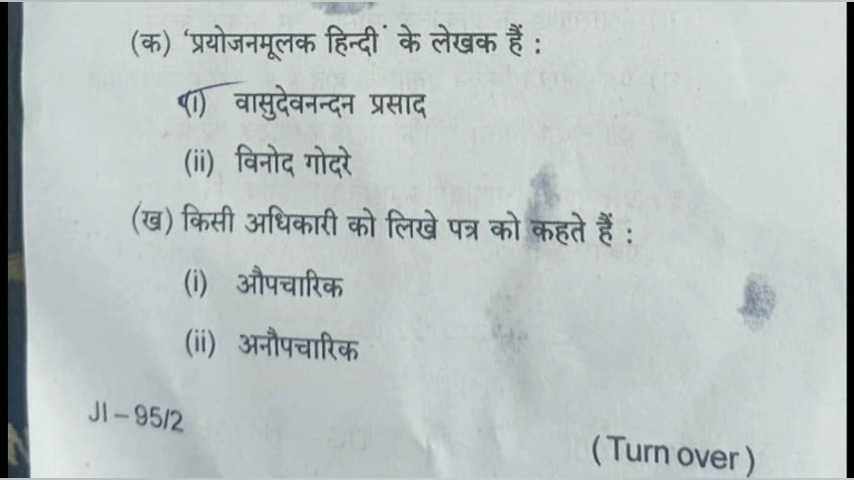 (क) 'प्रयोजनमूलक हिन्दी' के लेखक हैं :
(i) वासुदेवनन्दन प्रसाद
(ii) विनोद गोदरे
(ख) किसी अधिकारी को लिखे पत्र को कहते हैं :
(i) औपचारिक
(ii) अनौपचारिक
JI – 95/2
(Turn over)